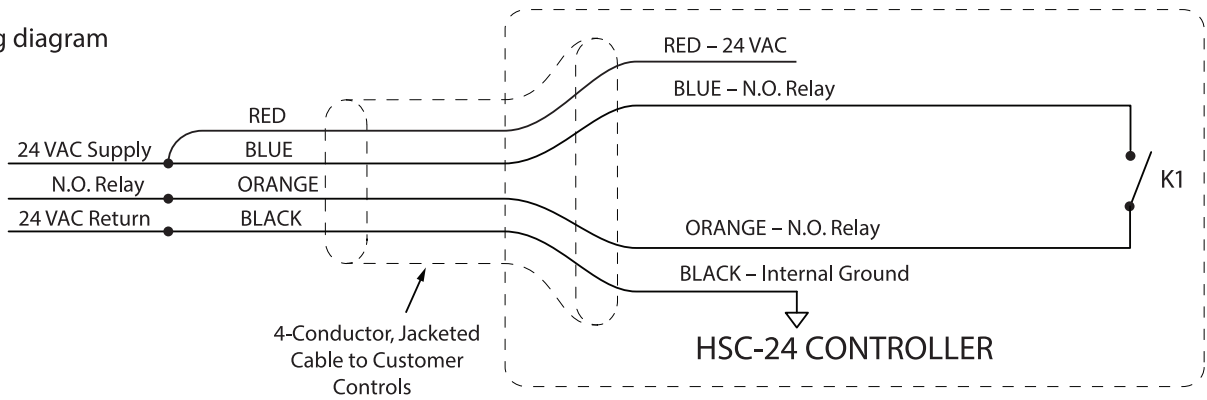 diagram
RED – 24 VAC
BLUE – N.O. Relay
RED
24 VAC Supply
BLUE
N.O. Relay
ORANGE
K1
24 VAC Return
BLACK
ORANGE – N.O. Relay
BLACK – Internal Ground
4-Conductor, Jacketed
Cable to Customer
Controls
HSC-24 CONTROLLER